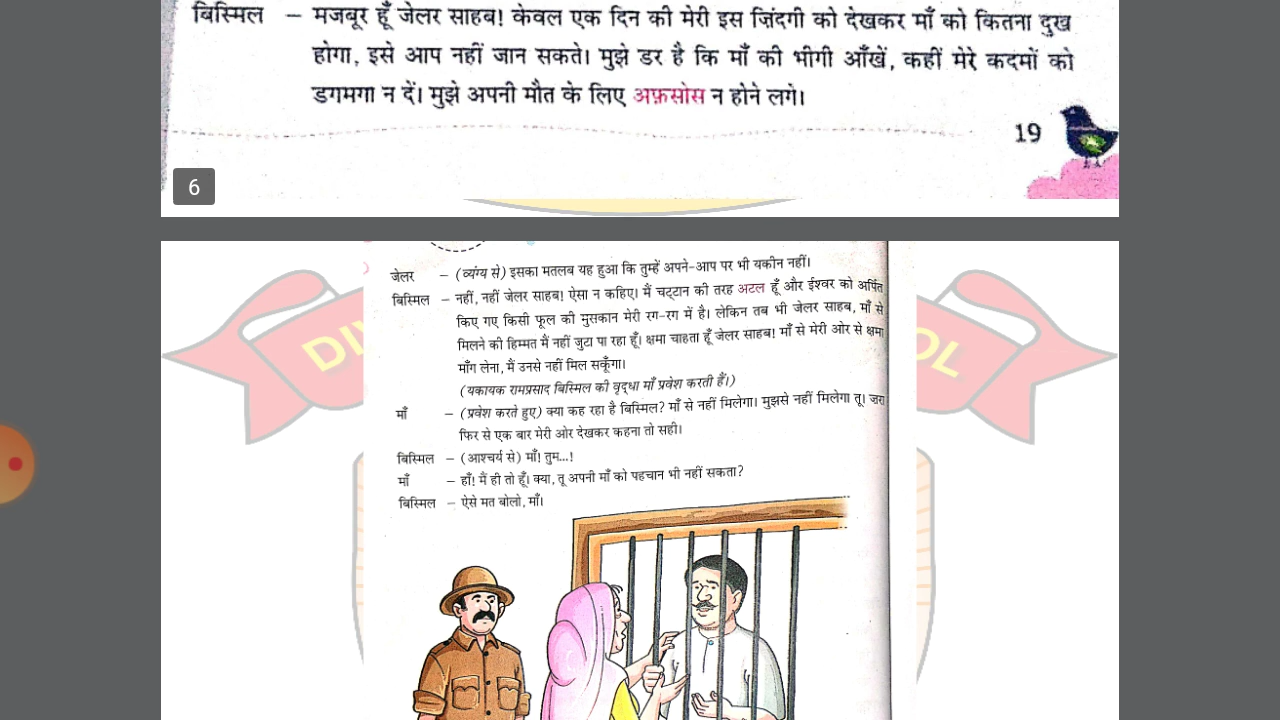 बिस्मिल – मजबूर हूँ जेलर साहब! केवल एक दिन की मेरी इस ज़िंदगी को देखकर माँ को कितना दुख
होगा, इसे आप नहीं जान सकते। मुझे डर है कि माँ की भीगी आँखें, कहीं मेरे कदमों को
डगमगा न दें। मुझे अपनी मौत के लिए अफ़सोस न होने लगे।
19
6
जेलर – (व्यंग्य से) इसका मतलब यह हुआ कि तुम्हें अपने-आप पर भी यकीन नहीं।
बिस्मिल – नहीं, नहीं जेलर साहब! ऐसा न कहिए। मैं चट्टान की तरह अटल हूँ और ईश्वर को अर्पित
किए गए किसी फूल की मुसकान मेरी रग-रग में है। लेकिन तब भी जेलर साहब, माँ से
मिलने की हिम्मत मैं नहीं जुटा पा रहा हूँ। क्षमा चाहता हूँ जेलर साहब! माँ से मेरी ओर से क्षमा
माँग लेना, मैं उनसे नहीं मिल सकूँगा।
(यकायक रामप्रसाद बिस्मिल की वृद्धा माँ प्रवेश करती हैं।)
माँ – (प्रवेश करते हुए) क्या कह रहा है बिस्मिल? माँ से नहीं मिलेगा। मुझसे नहीं मिलेगा तू। जरा
फिर से एक बार मेरी ओर देखकर कहना तो सही।
बिस्मिल – (आश्चर्य से) माँ! तुम...!
माँ – हाँ! मैं ही तो हूँ। क्या, तू अपनी माँ को पहचान भी नहीं सकता?
बिस्मिल – ऐसे मत बोलो, माँ।